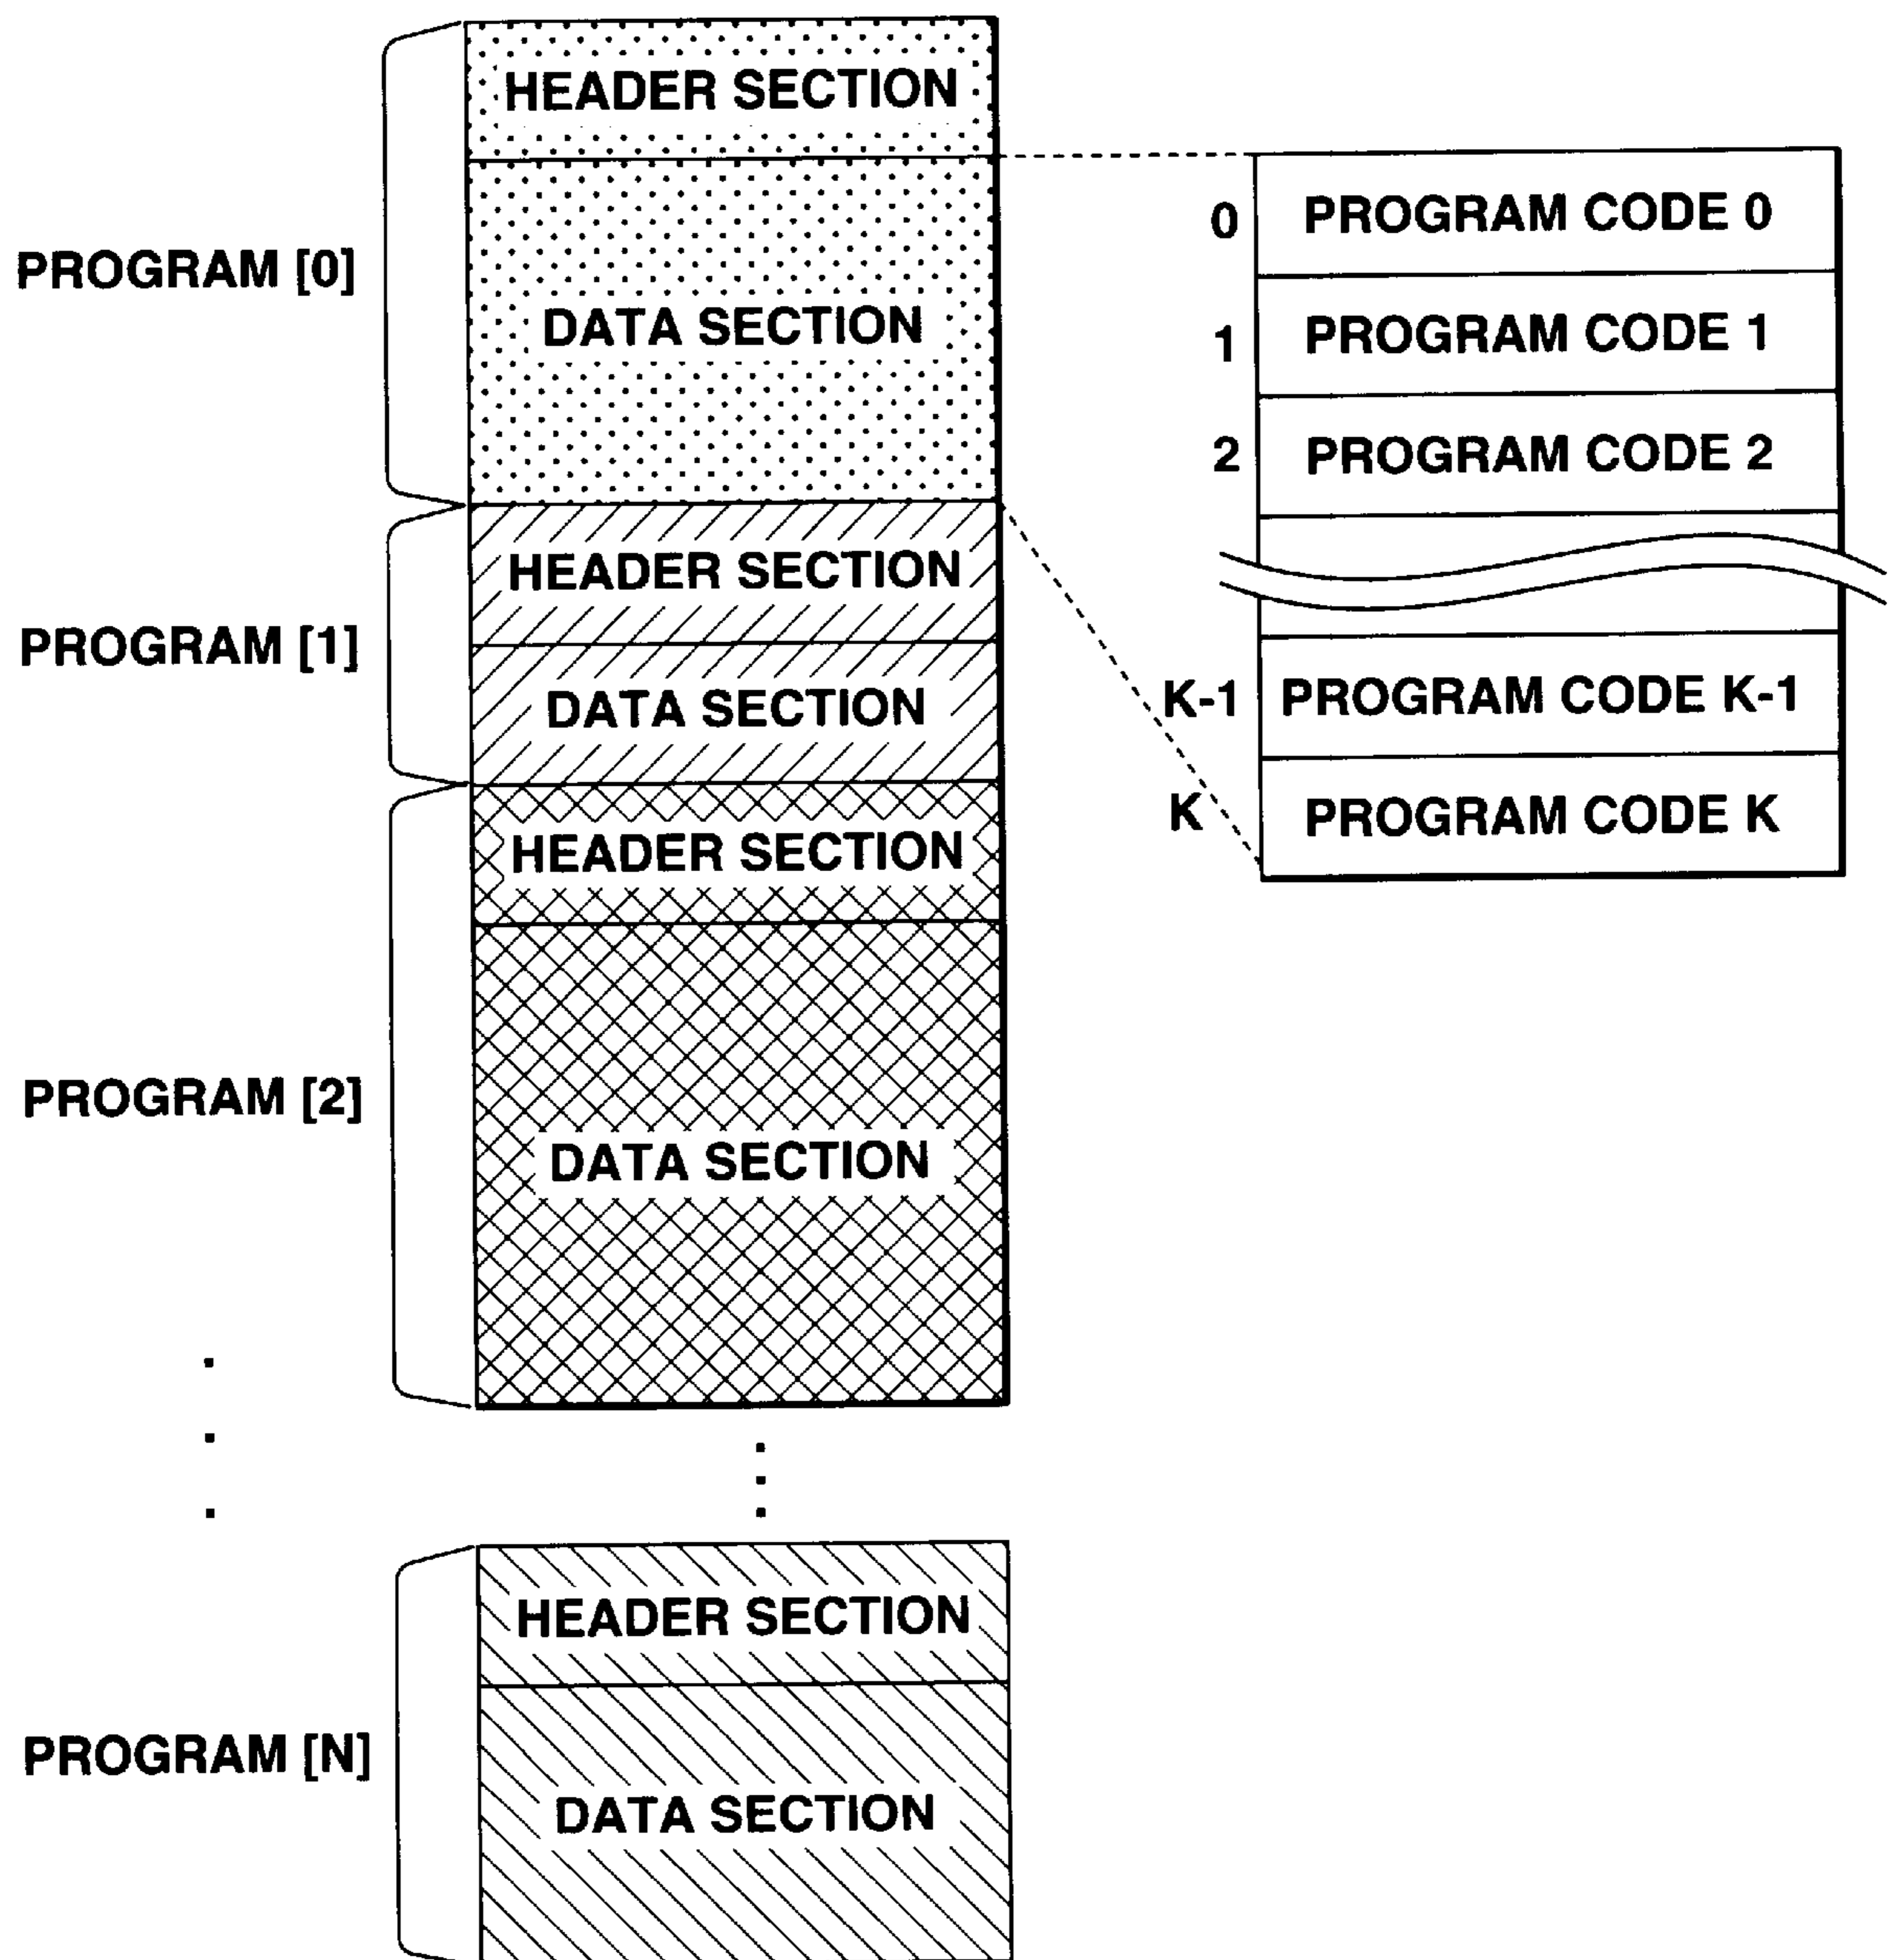 HEADER SECTION
PROGRAM [0]
DATA SECTION
0 PROGRAM CODE 0
1 PROGRAM CODE 1
2 PROGRAM CODE 2
K-1 PROGRAM CODE K-1
K PROGRAM CODE K
HEADER SECTION
PROGRAM [1]
DATA SECTION
HEADER SECTION
PROGRAM [2]
DATA SECTION
HEADER SECTION
PROGRAM [N]
DATA SECTION